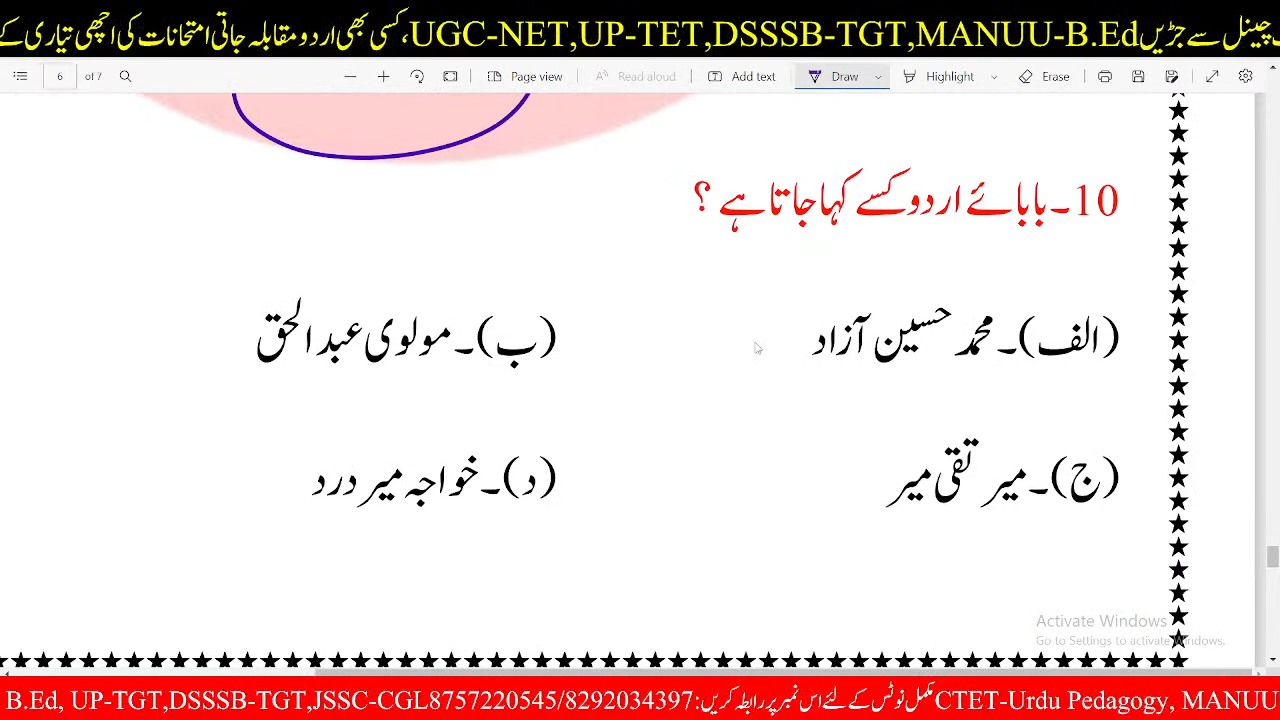 چینل سے جڑیں UGC-NET,UP-TET,DSSSB-TGT,MANUU-B.Ed، کسی بھی اردو مقابلہ جاتی امتحانات کی اچھی تیاری کے
6 of 7 Page view Read aloud Add text Draw Highlight Erase
10۔بابائے اردو کسے کہا جاتا ہے ؟
(الف)۔محمد حسین آزاد (ب)۔مولوی عبدالحق
(ج)۔میر تقی میر (د)۔خواجہ میر درد
Activate Windows
Go to Settings to activate Windows.
B.Ed, UP-TGT,DSSSB-TGT,JSSC-CGL8757220545/8292034397:مکمل نوٹس کے لئے اس نمبر پر رابطہ کریں CTET-Urdu Pedagogy, MANUU